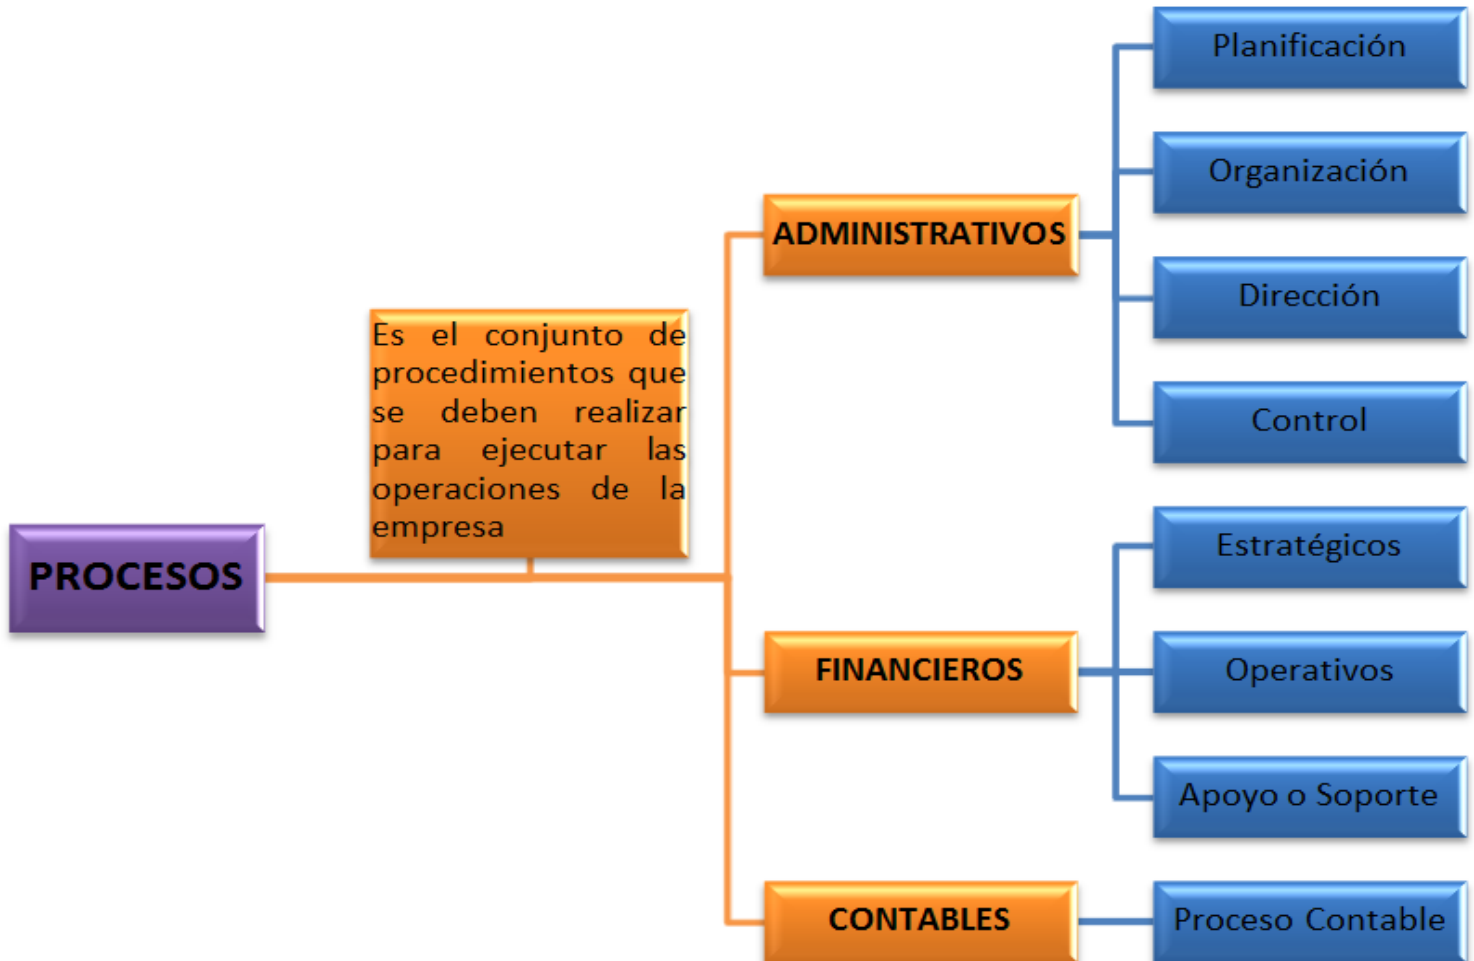 PROCESOS
Es el conjunto de
procedimientos que
se deben realizar
para ejecutar las
operaciones de la
empresa
ADMINISTRATIVOS
Planificación
Organización
Dirección
Control
FINANCIEROS
Estratégicos
Operativos
Apoyo o Soporte
CONTABLES
Proceso Contable